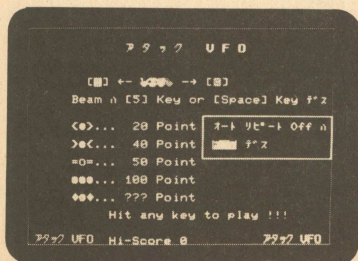 アタック UFO
← →
Beam ハ [5] Key or [Space] Key デス
<●>... 20 Point
>●<... 40 Point
=O=... 50 Point
●●●... 100 Point
◆●◆... ??? Point
オート リピート Off ハ
デス
Hit any key to play !!!
アタック UFO Hi-Score 0 アタック UFO